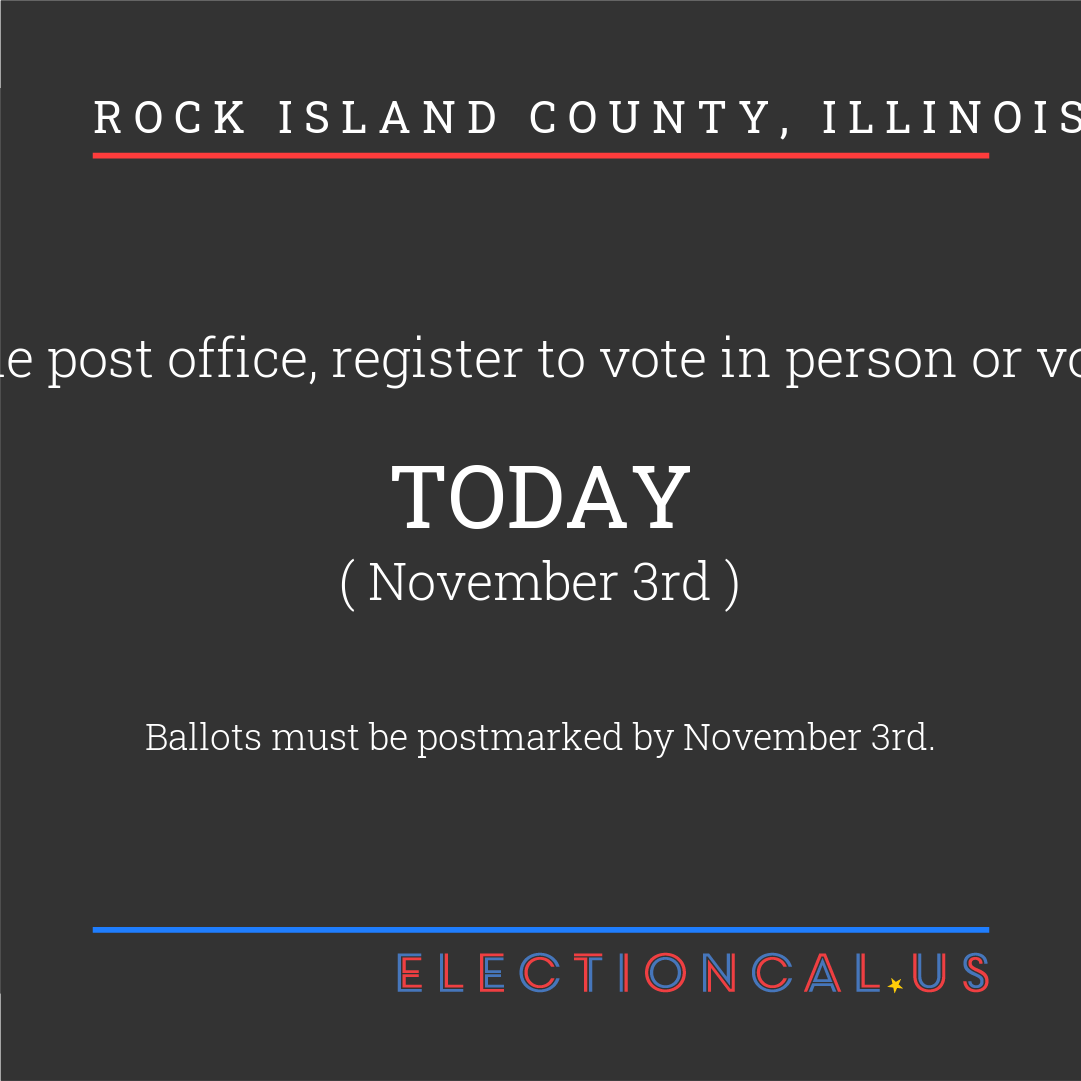 ROCK ISLAND COUNTY, ILLINOIS
e post office, register to vote in person or vo
TODAY
( November 3rd )
Ballots must be postmarked by November 3rd.
ELECTIONCAL.US